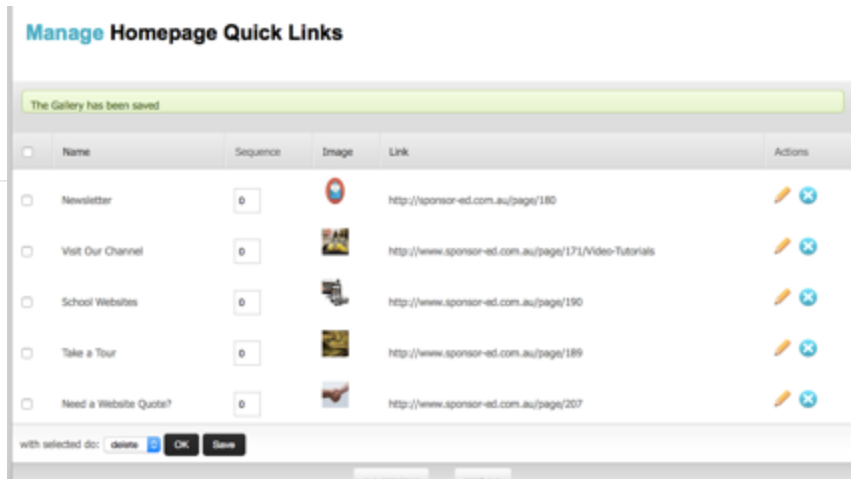 Manage Homepage Quick Links
The Gallery has been saved
Name Sequence Image Link Actions
Newsletter 0 http://sponsor-ed.com.au/page/180
Visit Our Channel 0 http://www.sponsor-ed.com.au/page/171/Video-Tutorials
School Websites 0 http://www.sponsor-ed.com.au/page/190
Take a Tour 0 http://www.sponsor-ed.com.au/page/189
Need a Website Quote? 0 http://www.sponsor-ed.com.au/page/207
with selected do: delete OK Save